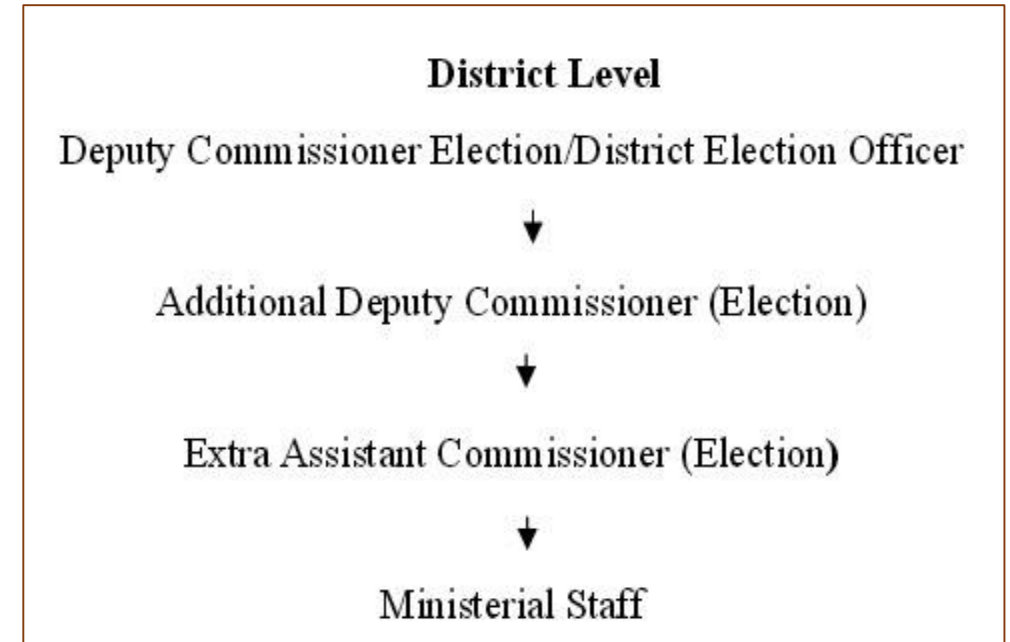 District Level
Deputy Commissioner Election/District Election Officer
Additional Deputy Commissioner (Election)
Extra Assistant Commissioner (Election)
Ministerial Staff